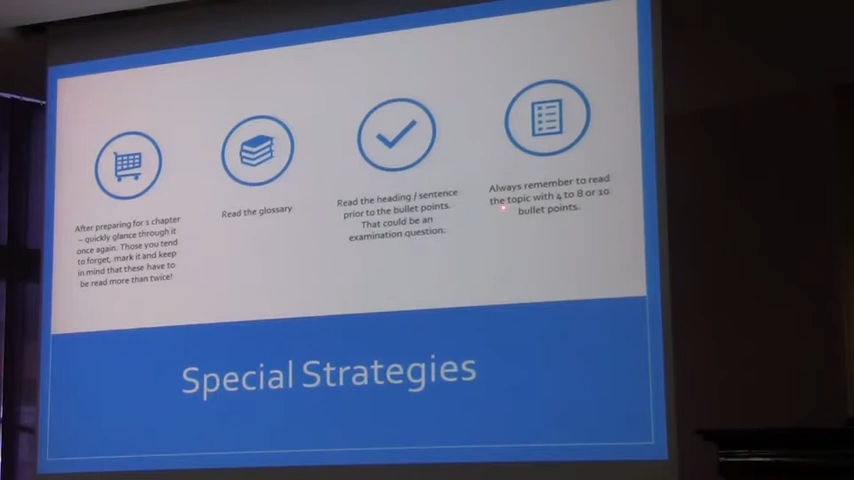 After preparing for 1 chapter
– quickly glance through it
once again. Those you tend
to forget, mark it and keep
in mind that these have to
be read more than twice!
Read the glossary
Read the heading / sentence
prior to the bullet points.
That could be an
examination question.
Always remember to read
the topic with 4 to 8 or 10
bullet points.
Special Strategies